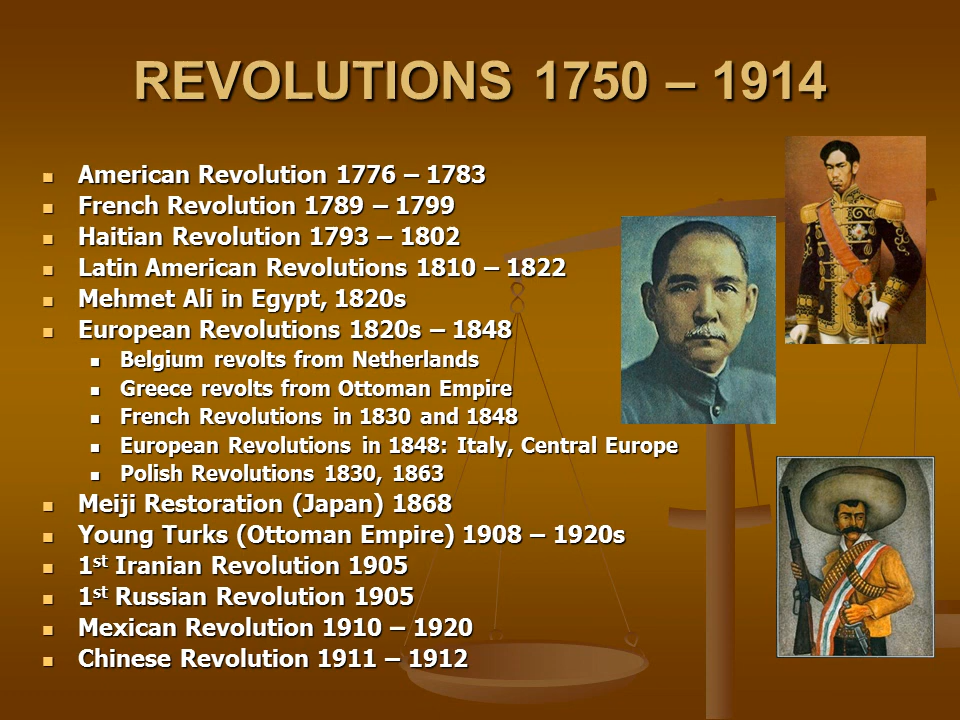 REVOLUTIONS 1750 – 1914
American Revolution 1776 – 1783
French Revolution 1789 – 1799
Haitian Revolution 1793 – 1802
Latin American Revolutions 1810 – 1822
Mehmet Ali in Egypt, 1820s
European Revolutions 1820s – 1848
Belgium revolts from Netherlands
Greece revolts from Ottoman Empire
French Revolutions in 1830 and 1848
European Revolutions in 1848: Italy, Central Europe
Polish Revolutions 1830, 1863
Meiji Restoration (Japan) 1868
Young Turks (Ottoman Empire) 1908 – 1920s
1st Iranian Revolution 1905
1st Russian Revolution 1905
Mexican Revolution 1910 – 1920
Chinese Revolution 1911 – 1912